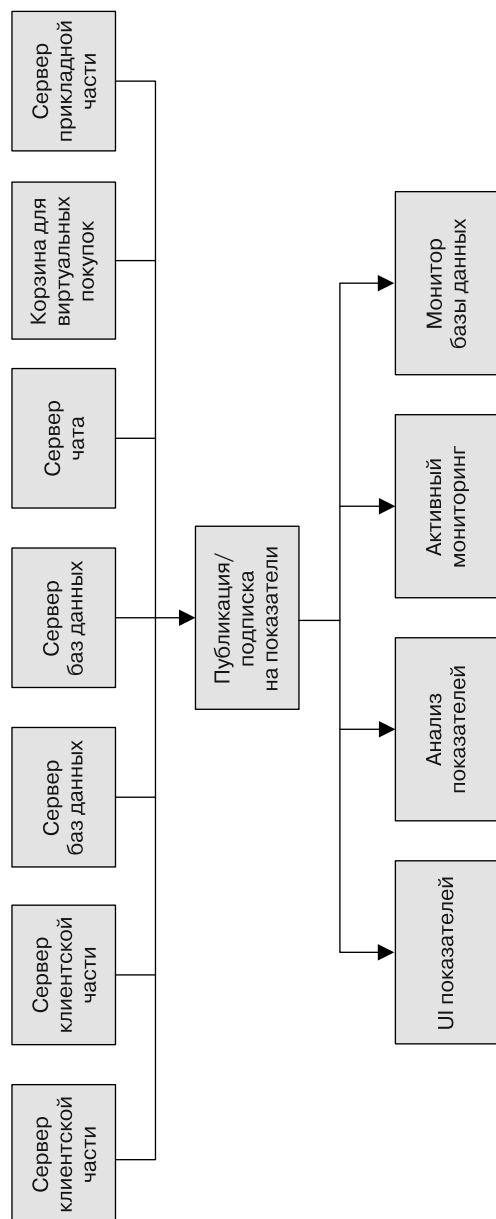 Сервер
клиентской
части
Сервер
клиентской
части
Сервер
баз данных
Сервер
баз данных
Сервер
чата
Корзина для
виртуальных
покупок
Сервер
прикладной
части
Публикация/
подписка
на показатели
UI показателей
Анализ
показателей
Активный
мониторинг
Монитор
базы данных